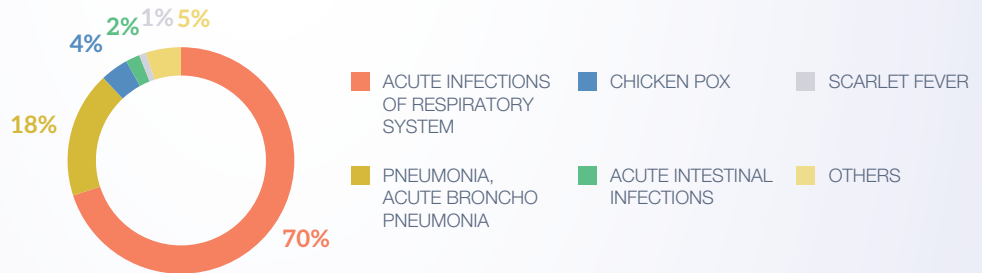 1%
5%
2%
4%
18%
70%
ACUTE INFECTIONS
OF RESPIRATORY
SYSTEM
CHICKEN POX
SCARLET FEVER
PNEUMONIA,
ACUTE BRONCHO
PNEUMONIA
ACUTE INTESTINAL
INFECTIONS
OTHERS